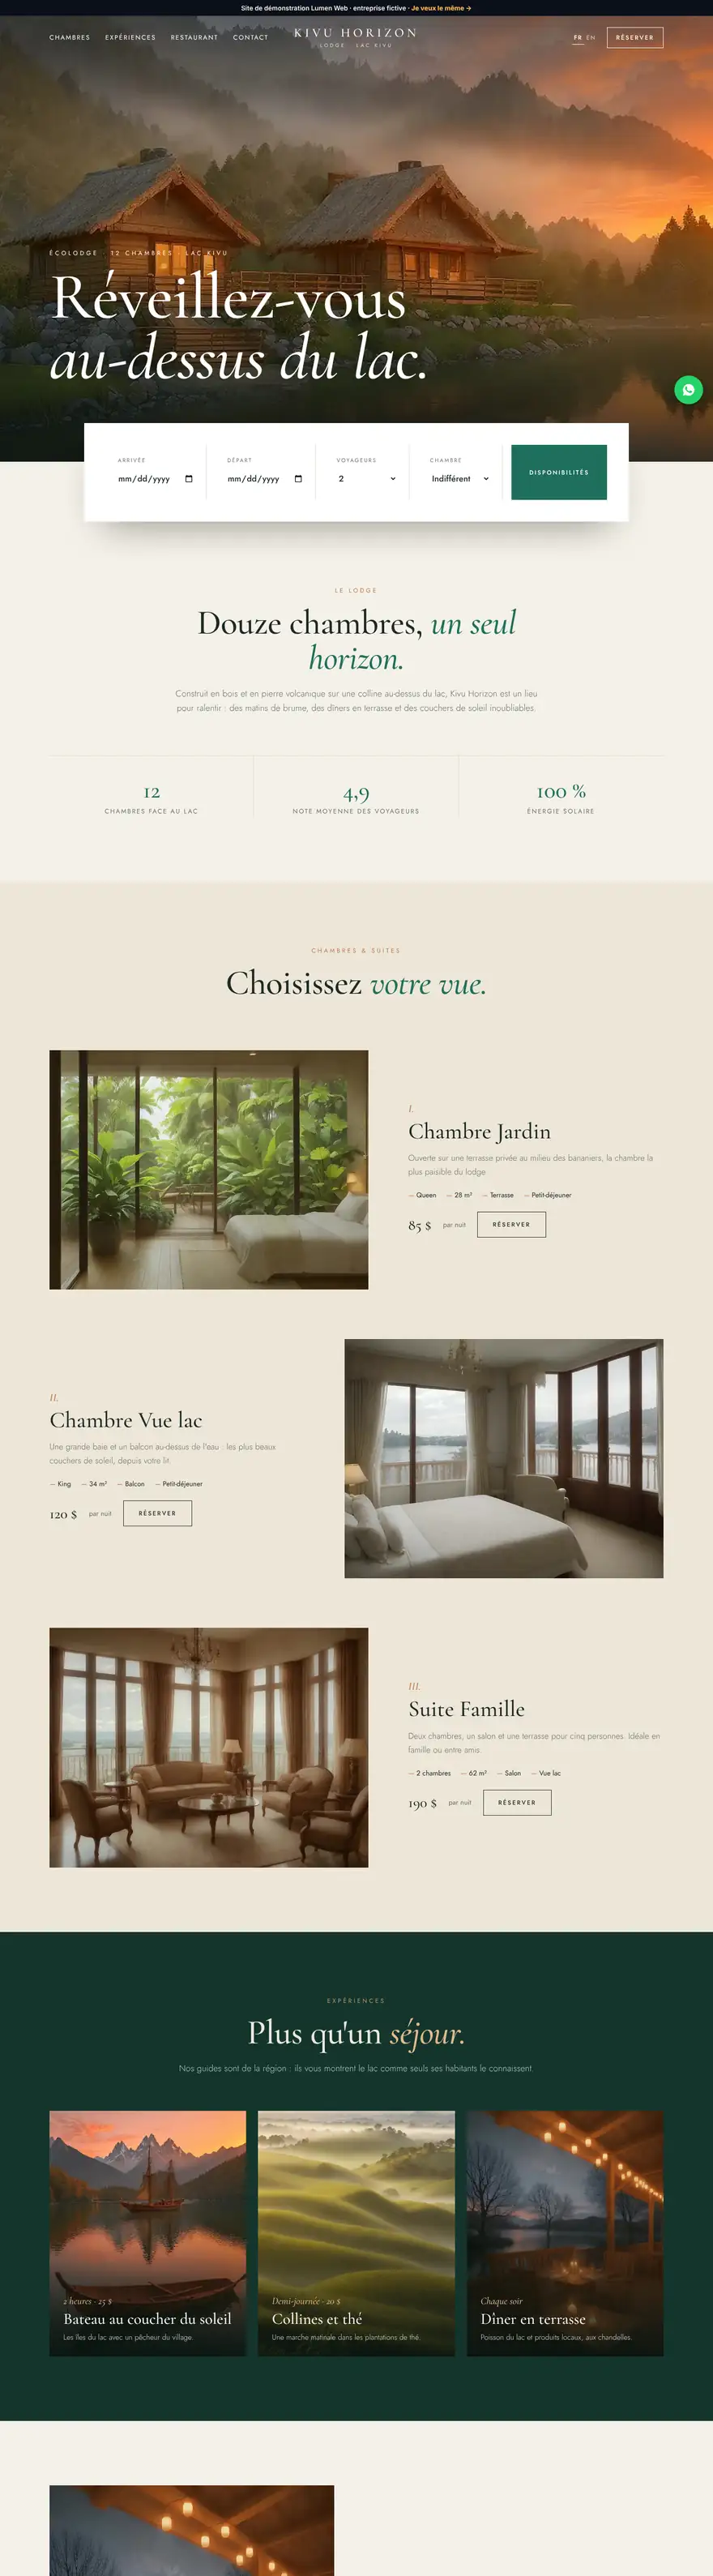 Site de démonstration Lumen Web · entreprise fictive · Je veux le même →
CHAMBRES EXPÉRIENCES RESTAURANT CONTACT
KIVU HORIZON
LODGE · LAC KIVU
FR EN
RÉSERVER
ÉCOLODGE · 12 CHAMBRES · LAC KIVU
Réveillez-vous
au-dessus du lac.
ARRIVÉE DÉPART VOYAGEURS CHAMBRE
mm/dd/yyyy mm/dd/yyyy 2 Indifférent
DISPONIBILITÉS
LE LODGE
Douze chambres, un seul
horizon.
Construit en bois et en pierre volcanique sur une colline au-dessus du lac, Kivu Horizon est un lieu
pour ralentir : des matins de brume, des dîners en terrasse et des couchers de soleil inoubliables.
12 4,9 100 %
CHAMBRES FACE AU LAC NOTE MOYENNE DES VOYAGEURS ÉNERGIE SOLAIRE
CHAMBRES & SUITES
Choisissez votre vue.
I.
Chambre Jardin
Ouverte sur une terrasse privée au milieu des bananiers, la chambre la
plus paisible du lodge.
— Queen — 28 m² — Terrasse — Petit-déjeuner
85 $ par nuit RÉSERVER
II.
Chambre Vue lac
Une grande baie et un balcon au-dessus de l'eau : les plus beaux
couchers de soleil, depuis votre lit.
— King — 34 m² — Balcon — Petit-déjeuner
120 $ par nuit RÉSERVER
III.
Suite Famille
Deux chambres, un salon et une terrasse pour cinq personnes. Idéale en
famille ou entre amis.
— 2 chambres — 62 m² — Salon — Vue lac
190 $ par nuit RÉSERVER
EXPÉRIENCES
Plus qu'un séjour.
Nos guides sont de la région : ils vous montrent le lac comme seuls ses habitants le connaissent.
2 heures · 25 $
Bateau au coucher du soleil
Les îles du lac avec un pêcheur du village.
Demi-journée · 20 $
Collines et thé
Une marche matinale dans les plantations de thé.
Chaque soir
Dîner en terrasse
Poisson du lac et produits locaux, aux chandelles.